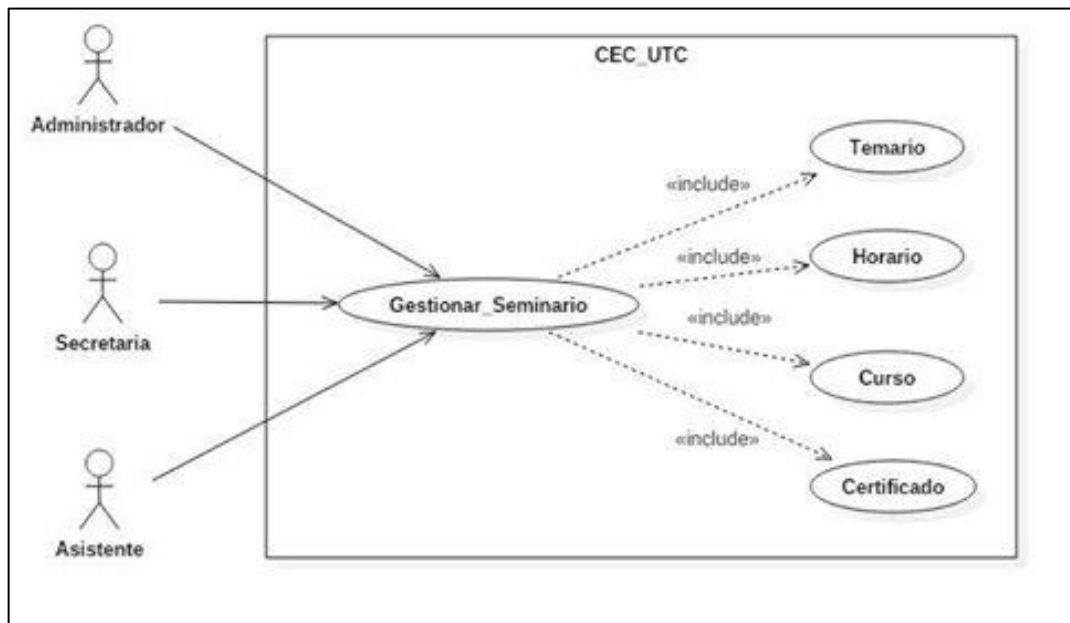 CEC_UTC
Administrador
Temario
«include»
Horario
«include»
Gestionar_Seminario
Secretaria
«include»
Curso
«include»
Certificado
Asistente